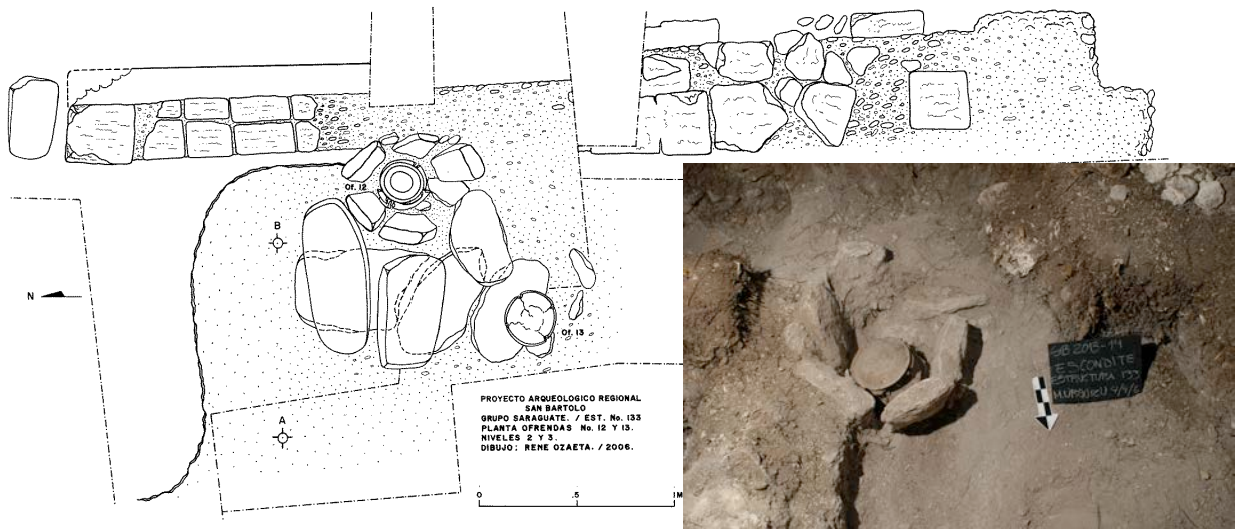 Of. 12
B
N
Of. 13
A
PROYECTO ARQUEOLOGICO REGIONAL
SAN BARTOLO
GRUPO SARAGUATE. / EST. No. 133
PLANTA OFRENDAS No. 12 Y 13.
NIVELES 2 Y 3.
DIBUJO: RENE OZAETA. / 2006.
0 .5 1M
ESCONDITE
ESTRUCTURA 133